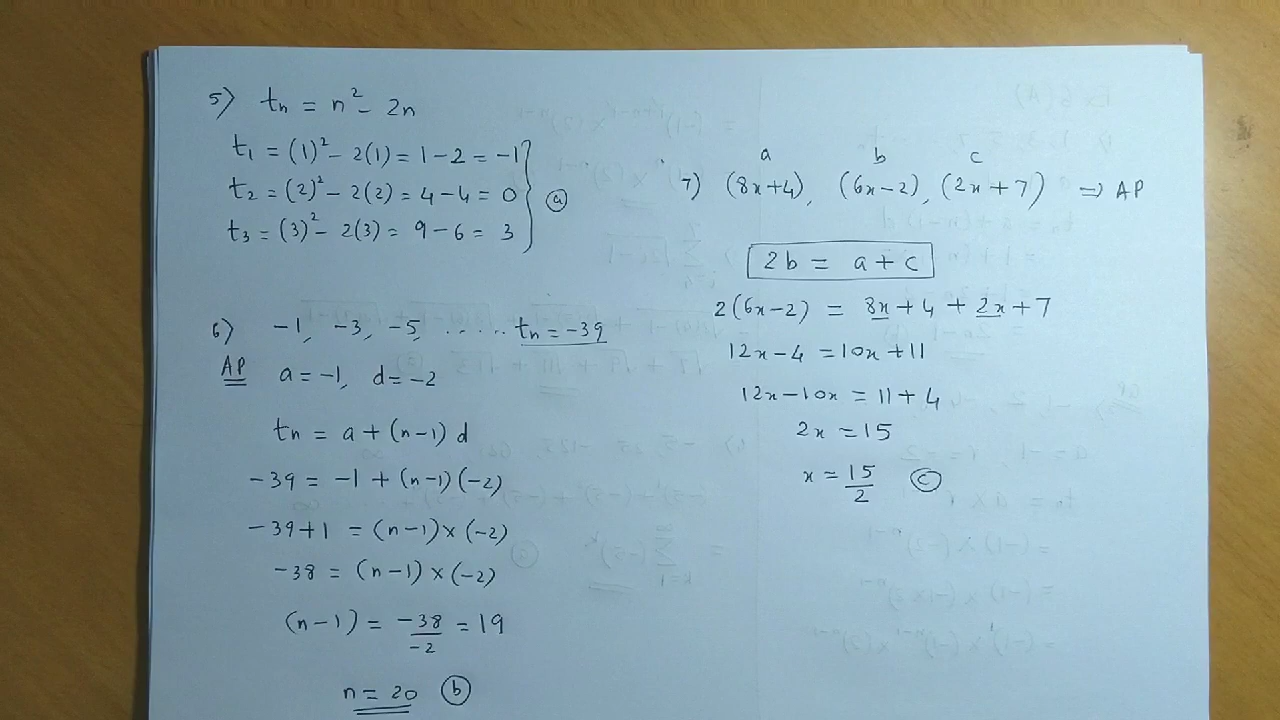 5) tn = n² - 2n
t₁ = (1)² - 2(1) = 1 - 2 = -1
t₂ = (2)² - 2(2) = 4 - 4 = 0 (a)
t₃ = (3)² - 2(3) = 9 - 6 = 3
6) -1, -3, -5, ..... tn = -39
AP a = -1, d = -2
tn = a + (n-1) d
-39 = -1 + (n-1) (-2)
-39+1 = (n-1) × (-2)
-38 = (n-1) × (-2)
(n-1) = -38/-2 = 19
n = 20 (b)
a b c
7) (8x+4), (6x-2), (2x+7) ⇒ AP
2b = a + c
2(6x-2) = 8x + 4 + 2x + 7
12x - 4 = 10x + 11
12x - 10x = 11 + 4
2x = 15
x = 15/2 (c)